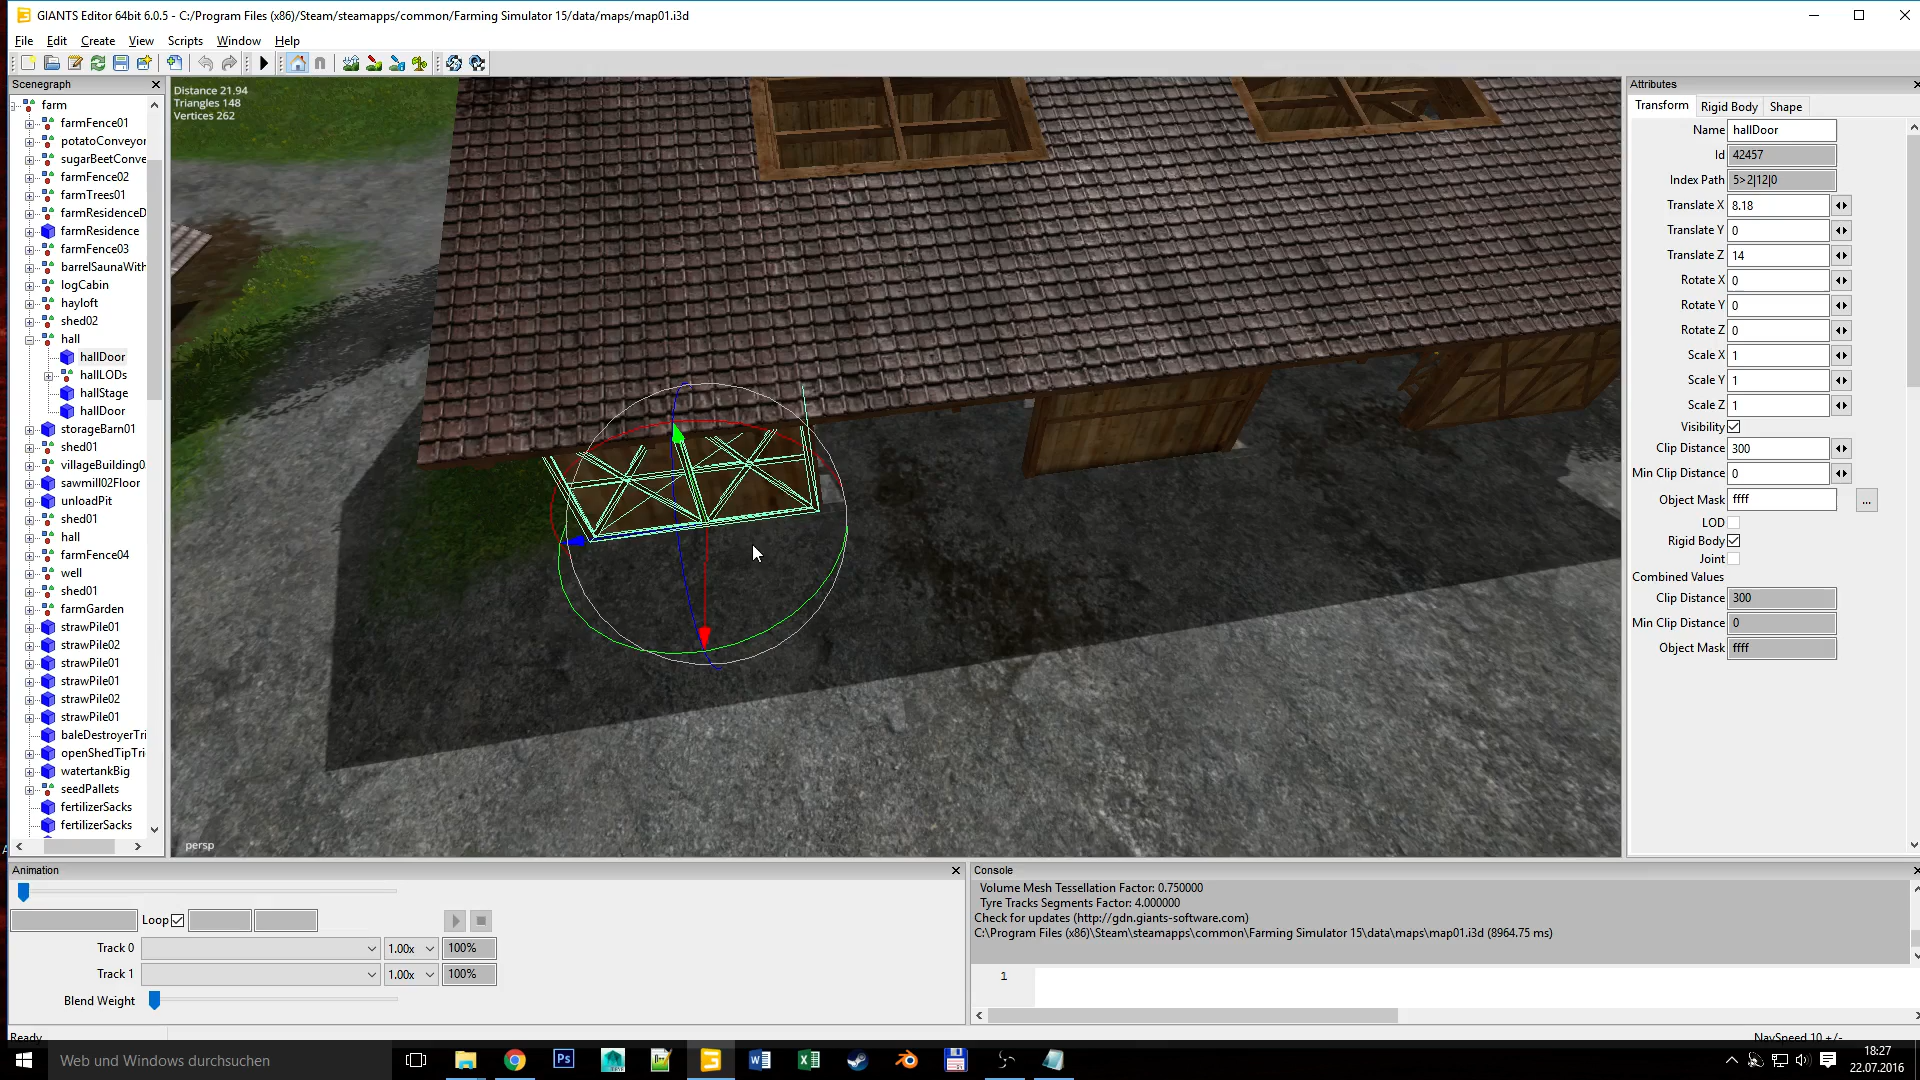 GIANTS Editor 64bit 6.0.5 - C:/Program Files (x86)/Steam/steamapps/common/Farming Simulator 15/data/maps/map01.i3d
File Edit Create View Scripts Window Help
Scenegraph
farm
farmFence01
potatoConveyor
sugarBeetConve
farmFence02
farmTrees01
farmResidenceD
farmResidence
farmFence03
barrelSaunaWith
logCabin
hayloft
shed02
hall
hallDoor
hallLODs
hallStage
hallDoor
storageBarn01
shed01
villageBuilding0
sawmill02Floor
unloadPit
shed01
hall
farmFence04
well
shed01
farmGarden
strawPile01
strawPile02
strawPile01
strawPile01
strawPile02
strawPile01
baleDestroyerTri
openShedTipTri
watertankBig
seedPallets
fertilizerSacks
fertilizerSacks
Distance 21.94
Triangles 148
Vertices 262
persp
Attributes
Transform Rigid Body Shape
Name hallDoor
Id 42457
Index Path 5>2|12|0
Translate X 8.18
Translate Y 0
Translate Z 14
Rotate X 0
Rotate Y 0
Rotate Z 0
Scale X 1
Scale Y 1
Scale Z 1
Visibility
Clip Distance 300
Min Clip Distance 0
Object Mask ffff ...
LOD
Rigid Body
Joint
Combined Values
Clip Distance 300
Min Clip Distance 0
Object Mask ffff
Animation
Loop
Track 0 1.00x 100%
Track 1 1.00x 100%
Blend Weight
Console
Volume Mesh Tessellation Factor: 0.750000
Tyre Tracks Segments Factor: 4.000000
Check for updates (http://gdn.giants-software.com)
C:\Program Files (x86)\Steam\steamapps\common\Farming Simulator 15\data\maps\map01.i3d (8964.75 ms)
1
Ready
NavSpeed 10 +/-
Web und Windows durchsuchen
18:27
22.07.2016